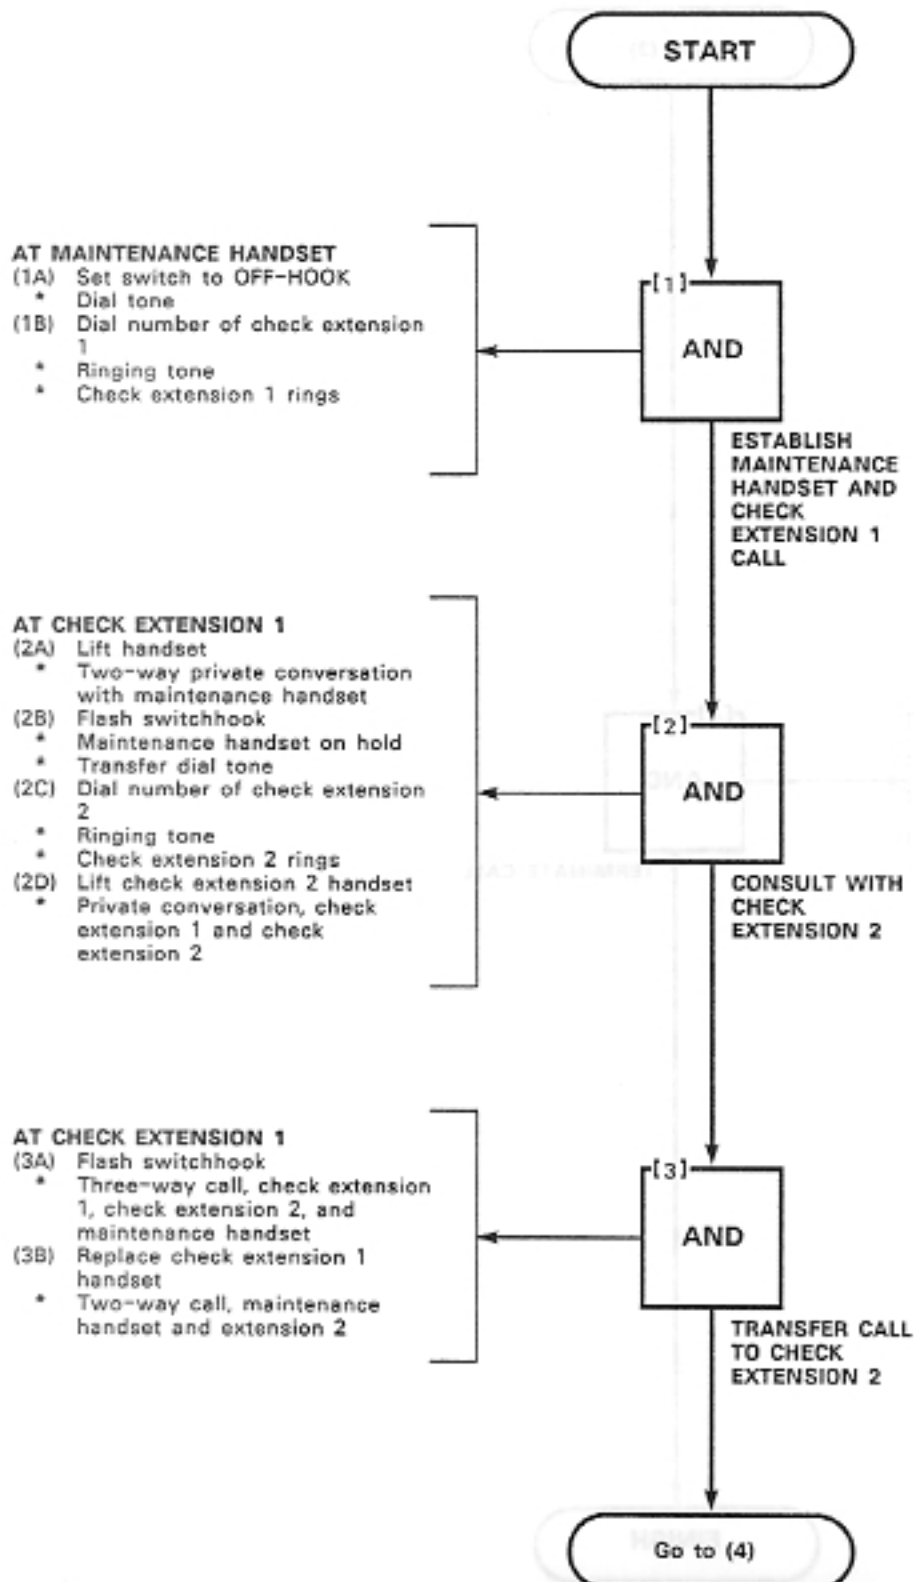 START
AT MAINTENANCE HANDSET
(1A) Set switch to OFF-HOOK
* Dial tone
(1B) Dial number of check extension
1
* Ringing tone
* Check extension 1 rings
[1]
AND
ESTABLISH
MAINTENANCE
HANDSET AND
CHECK
EXTENSION 1
CALL
AT CHECK EXTENSION 1
(2A) Lift handset
* Two-way private conversation
with maintenance handset
(2B) Flash switchhook
* Maintenance handset on hold
* Transfer dial tone
(2C) Dial number of check extension
2
* Ringing tone
* Check extension 2 rings
(2D) Lift check extension 2 handset
* Private conversation, check
extension 1 and check
extension 2
[2]
AND
CONSULT WITH
CHECK
EXTENSION 2
AT CHECK EXTENSION 1
(3A) Flash switchhook
* Three-way call, check extension
1, check extension 2, and
maintenance handset
(3B) Replace check extension 1
handset
* Two-way call, maintenance
handset and extension 2
[3]
AND
TRANSFER CALL
TO CHECK
EXTENSION 2
Go to (4)